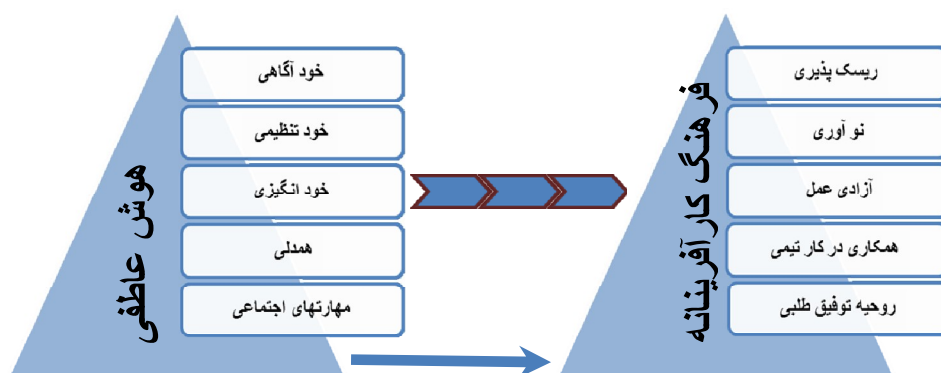 فرهنگ کارآفرینانه
ریسک پذیری
نو آوری
آزادی عمل
همکاری در کار تیمی
روحیه توفیق طلبی
هوش عاطفی
خود آگاهی
خود تنظیمی
خود انگیزی
همدلی
مهارتهای اجتماعی